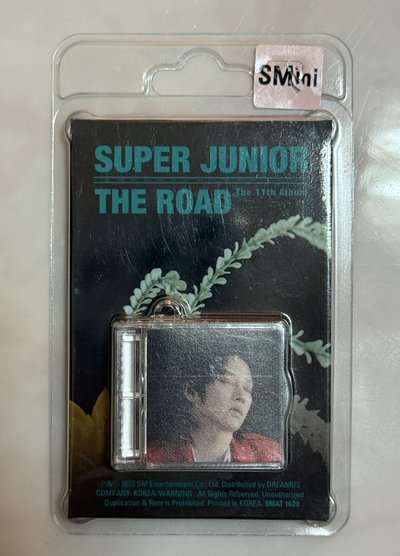 SMini
SUPER JUNIOR
THE ROAD The 11th Album
2023 SM Entertainment Co., Ltd. Distributed by DREAMUS
COMPANY. KOREA. WARNING : All Rights Reserved. Unauthorized
Duplication & Rent is Prohibited. Printed in KOREA. SMAT 1620